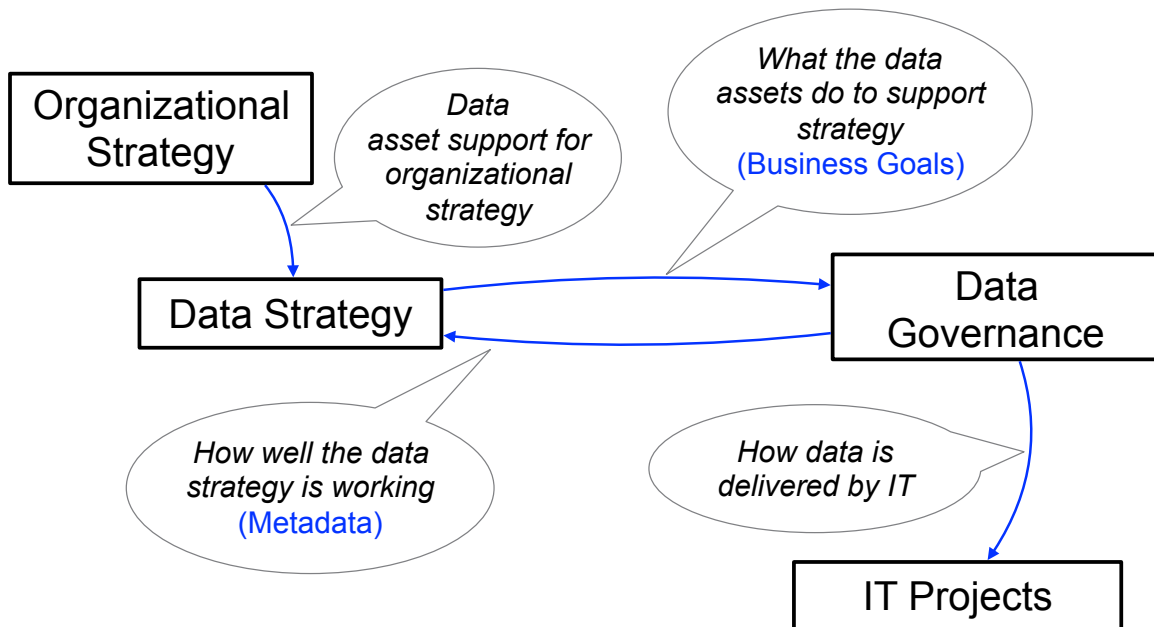 Organizational
Strategy
Data
asset support for
organizational
strategy
What the data
assets do to support
strategy
(Business Goals)
Data Strategy
Data
Governance
How well the data
strategy is working
(Metadata)
How data is
delivered by IT
IT Projects